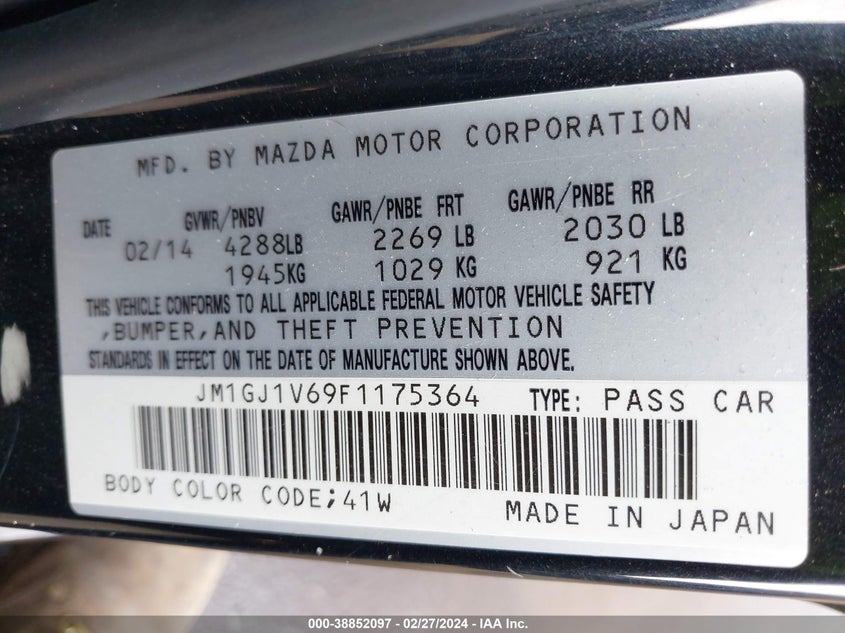 MFD. BY MAZDA MOTOR CORPORATION
DATE GVWR/PNBV GAWR/PNBE FRT GAWR/PNBE RR
02/14 4288LB 2269 LB 2030 LB
1945KG 1029 KG 921 KG
THIS VEHICLE CONFORMS TO ALL APPLICABLE FEDERAL MOTOR VEHICLE SAFETY
,BUMPER,AND THEFT PREVENTION
STANDARDS IN EFFECT ON THE DATE OF MANUFACTURE SHOWN ABOVE.
JM1GJ1V69F1175364 TYPE: PASS CAR
BODY COLOR CODE;41W
MADE IN JAPAN
000-38852097 - 02/27/2024 - IAA Inc.